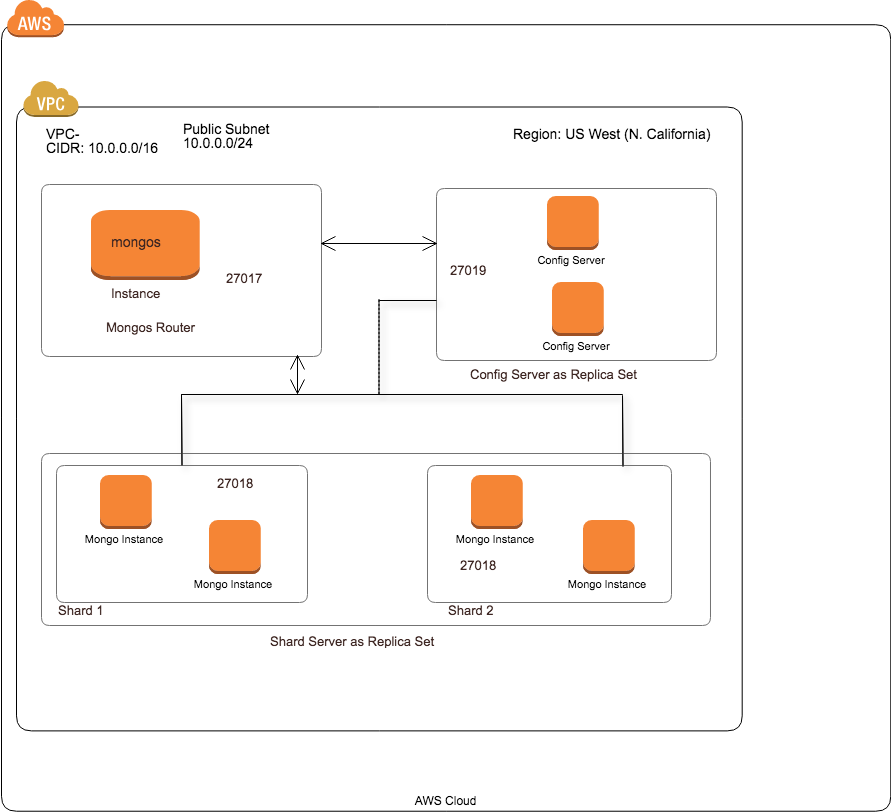 AWS
VPC
VPC-
CIDR: 10.0.0.0/16
Public Subnet
10.0.0.0/24
Region: US West (N. California)
mongos
Instance
27017
Mongos Router
27019
Config Server
Config Server
Config Server as Replica Set
27018
Mongo Instance
Mongo Instance
Shard 1
Mongo Instance
27018
Mongo Instance
Shard 2
Shard Server as Replica Set
AWS Cloud